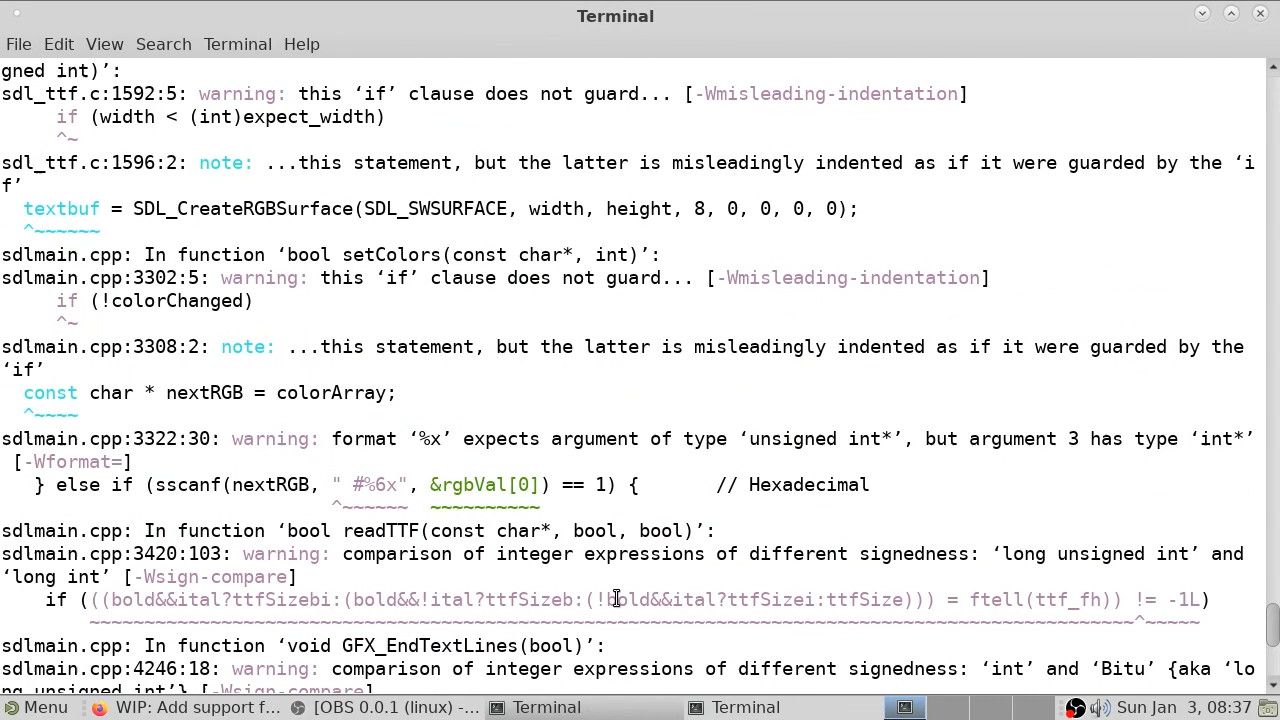 Terminal
File Edit View Search Terminal Help
gned int)’:
sdl_ttf.c:1592:5: warning: this ‘if’ clause does not guard... [-Wmisleading-indentation]
if (width < (int)expect_width)
^~
sdl_ttf.c:1596:2: note: ...this statement, but the latter is misleadingly indented as if it were guarded by the ‘i
f’
textbuf = SDL_CreateRGBSurface(SDL_SWSURFACE, width, height, 8, 0, 0, 0, 0);
^~~~~~~
sdlmain.cpp: In function ‘bool setColors(const char*, int)’:
sdlmain.cpp:3302:5: warning: this ‘if’ clause does not guard... [-Wmisleading-indentation]
if (!colorChanged)
^~
sdlmain.cpp:3308:2: note: ...this statement, but the latter is misleadingly indented as if it were guarded by the
‘if’
const char * nextRGB = colorArray;
^~~~~
sdlmain.cpp:3322:30: warning: format ‘%x’ expects argument of type ‘unsigned int*’, but argument 3 has type ‘int*’
[-Wformat=]
} else if (sscanf(nextRGB, " #%6x", &rgbVal[0]) == 1) { // Hexadecimal
^~~~~~~ ~~~~~~~~~~
sdlmain.cpp: In function ‘bool readTTF(const char*, bool, bool)’:
sdlmain.cpp:3420:103: warning: comparison of integer expressions of different signedness: ‘long unsigned int’ and
‘long int’ [-Wsign-compare]
if (((bold&&ital?ttfSizebi:(bold&&!ital?ttfSizeb:(!bold&&ital?ttfSizei:ttfSize))) = ftell(ttf_fh)) != -1L)
~~~~~~~~~~~~~~~~~~~~~~~~~~~~~~~~~~~~~~~~~~~~~~~~~~~~~~~~~~~~~~~~~~~~~~~~~~~~~~~~~~~~~~~~~~~~~~~^~~~~~
sdlmain.cpp: In function ‘void GFX_EndTextLines(bool)’:
sdlmain.cpp:4246:18: warning: comparison of integer expressions of different signedness: ‘int’ and ‘Bitu’ {aka ‘lo
ng unsigned int’} [-Wsign-compare]
Menu WIP: Add support f... [OBS 0.0.1 (linux) -... Terminal Terminal Sun Jan 3, 08:37